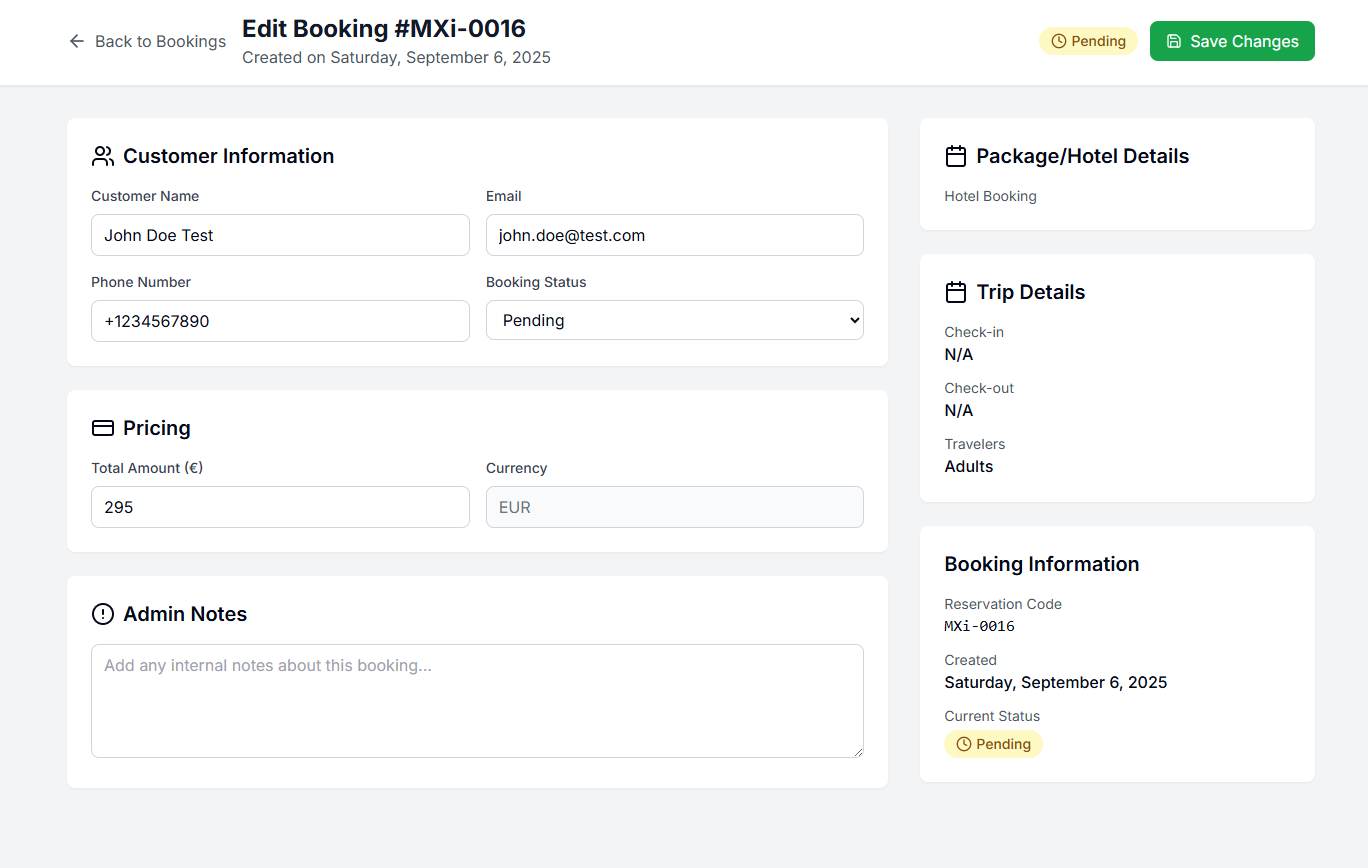 Back to Bookings
Edit Booking #MXi-0016
Created on Saturday, September 6, 2025
Pending
Save Changes
Customer Information
Customer Name
Email
John Doe Test
john.doe@test.com
Phone Number
Booking Status
+1234567890
Pending
Pricing
Total Amount (€)
Currency
295
EUR
Admin Notes
Add any internal notes about this booking...
Package/Hotel Details
Hotel Booking
Trip Details
Check-in
N/A
Check-out
N/A
Travelers
Adults
Booking Information
Reservation Code
MXi-0016
Created
Saturday, September 6, 2025
Current Status
Pending